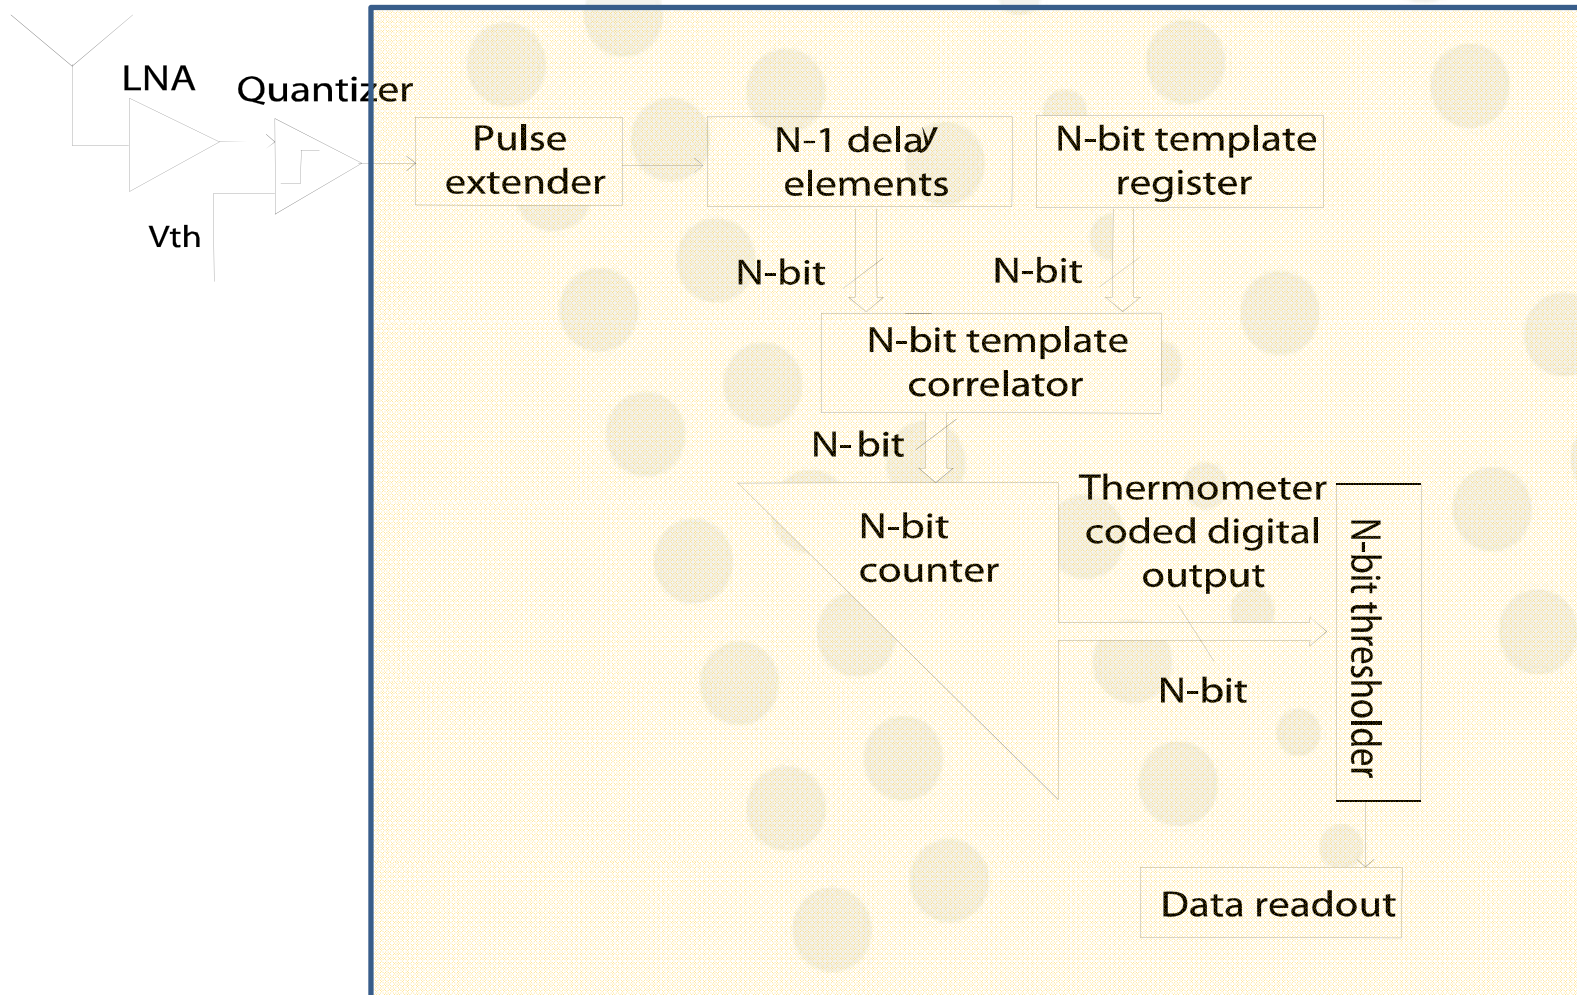 LNA
Quantizer
Vth
Pulse
extender
N-1 delay
elements
N-bit template
register
N-bit
N-bit
N-bit template
correlator
N-bit
N-bit
counter
Thermometer
coded digital
output
N-bit
N-bit thresholder
Data readout